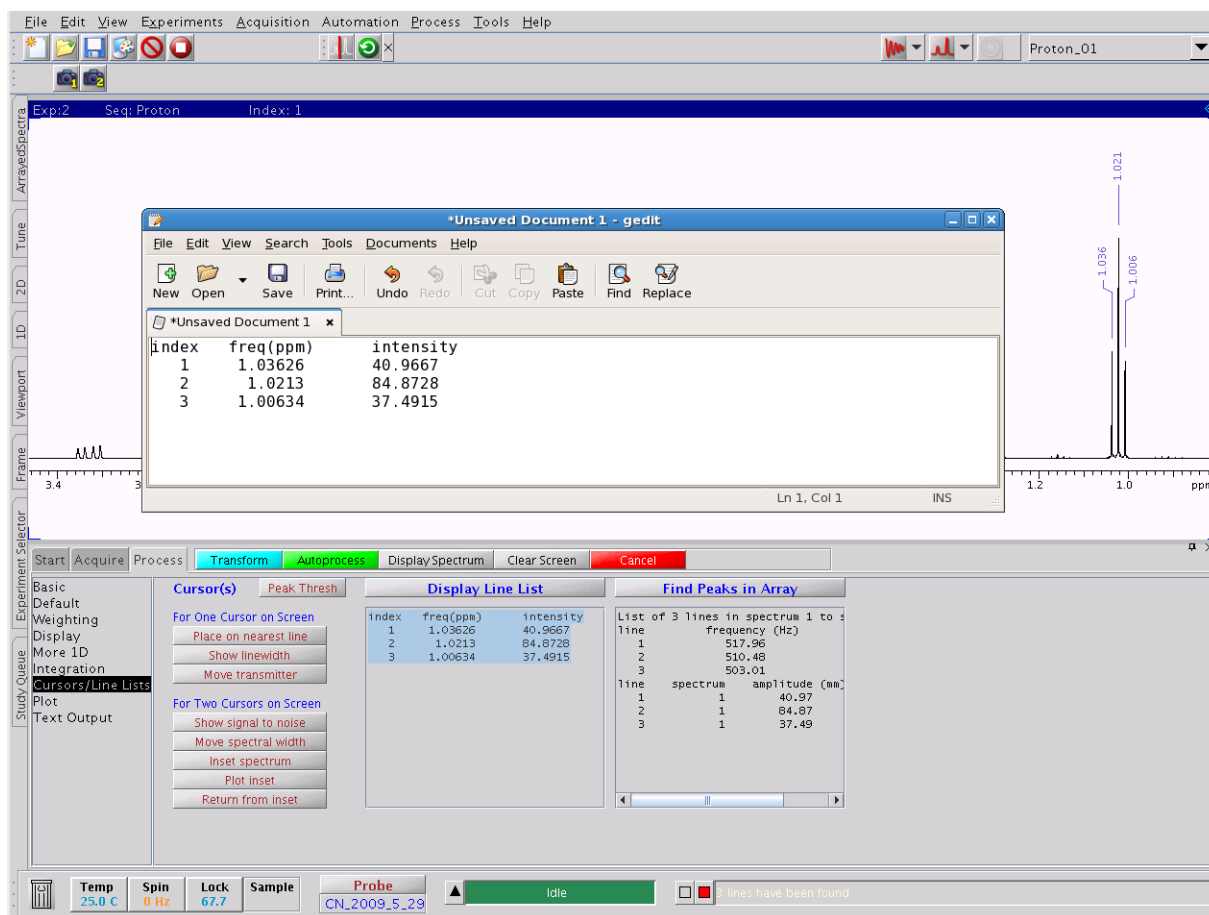 File Edit View Experiments Acquisition Automation Process Tools Help
Proton_01
1 2
Exp:2 Seq: Proton Index: 1
ArrayedSpectra
Tune
2D
1D
Viewport
Frame
Experiment Selector
Study Queue
1.021
1.036
1.006
*Unsaved Document 1 - gedit
File Edit View Search Tools Documents Help
New Open Save Print... Undo Redo Cut Copy Paste Find Replace
*Unsaved Document 1
index freq(ppm) intensity
1 1.03626 40.9667
2 1.0213 84.8728
3 1.00634 37.4915
Ln 1, Col 1 INS
3.4 3 1.2 1.0 ppm
Start Acquire Process Transform Autoprocess Display Spectrum Clear Screen Cancel
Basic
Default
Weighting
Display
More 1D
Integration
Cursors/Line Lists
Plot
Text Output
Cursor(s) Peak Thresh
For One Cursor on Screen
Place on nearest line
Show linewidth
Move transmitter
For Two Cursors on Screen
Show signal to noise
Move spectral width
Inset spectrum
Plot inset
Return from inset
Display Line List
index freq(ppm) intensity
1 1.03626 40.9667
2 1.0213 84.8728
3 1.00634 37.4915
Find Peaks in Array
List of 3 lines in spectrum 1 to
line frequency (Hz)
1 517.96
2 510.48
3 503.01
line spectrum amplitude (mm)
1 1 40.97
2 1 84.87
3 1 37.49
Temp Spin Lock Sample Probe
25.0 C 0 Hz 67.7 CN_2009_5_29 Idle 3 lines have been found